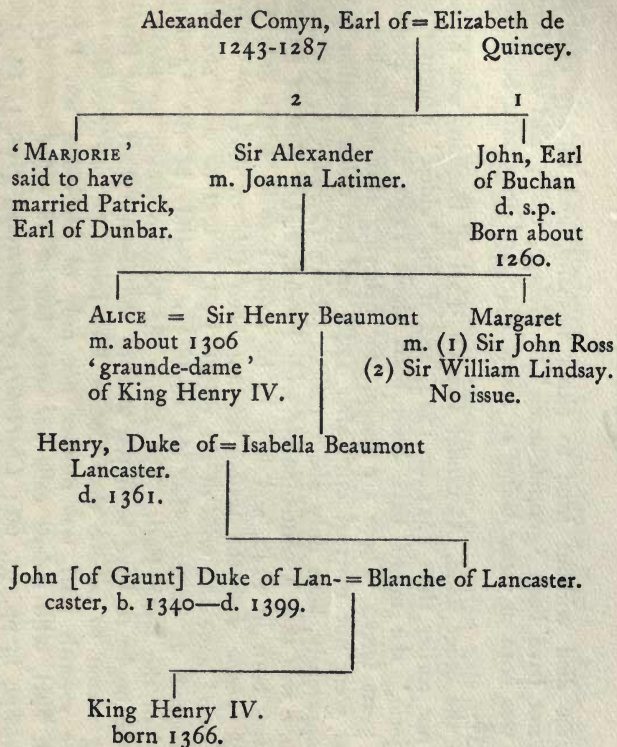 Alexander Comyn, Earl of = Elizabeth de
1243-1287 Quincey.
2 1
'MARJORIE'
said to have
married Patrick,
Earl of Dunbar.
Sir Alexander
m. Joanna Latimer.
John, Earl
of Buchan
d. s.p.
Born about
1260.
ALICE = Sir Henry Beaumont
m. about 1306
'graunde-dame'
of King Henry IV.
Margaret
m. (1) Sir John Ross
(2) Sir William Lindsay.
No issue.
Henry, Duke of = Isabella Beaumont
Lancaster.
d. 1361.
John [of Gaunt] Duke of Lan- = Blanche of Lancaster.
caster, b. 1340—d. 1399.
King Henry IV.
born 1366.